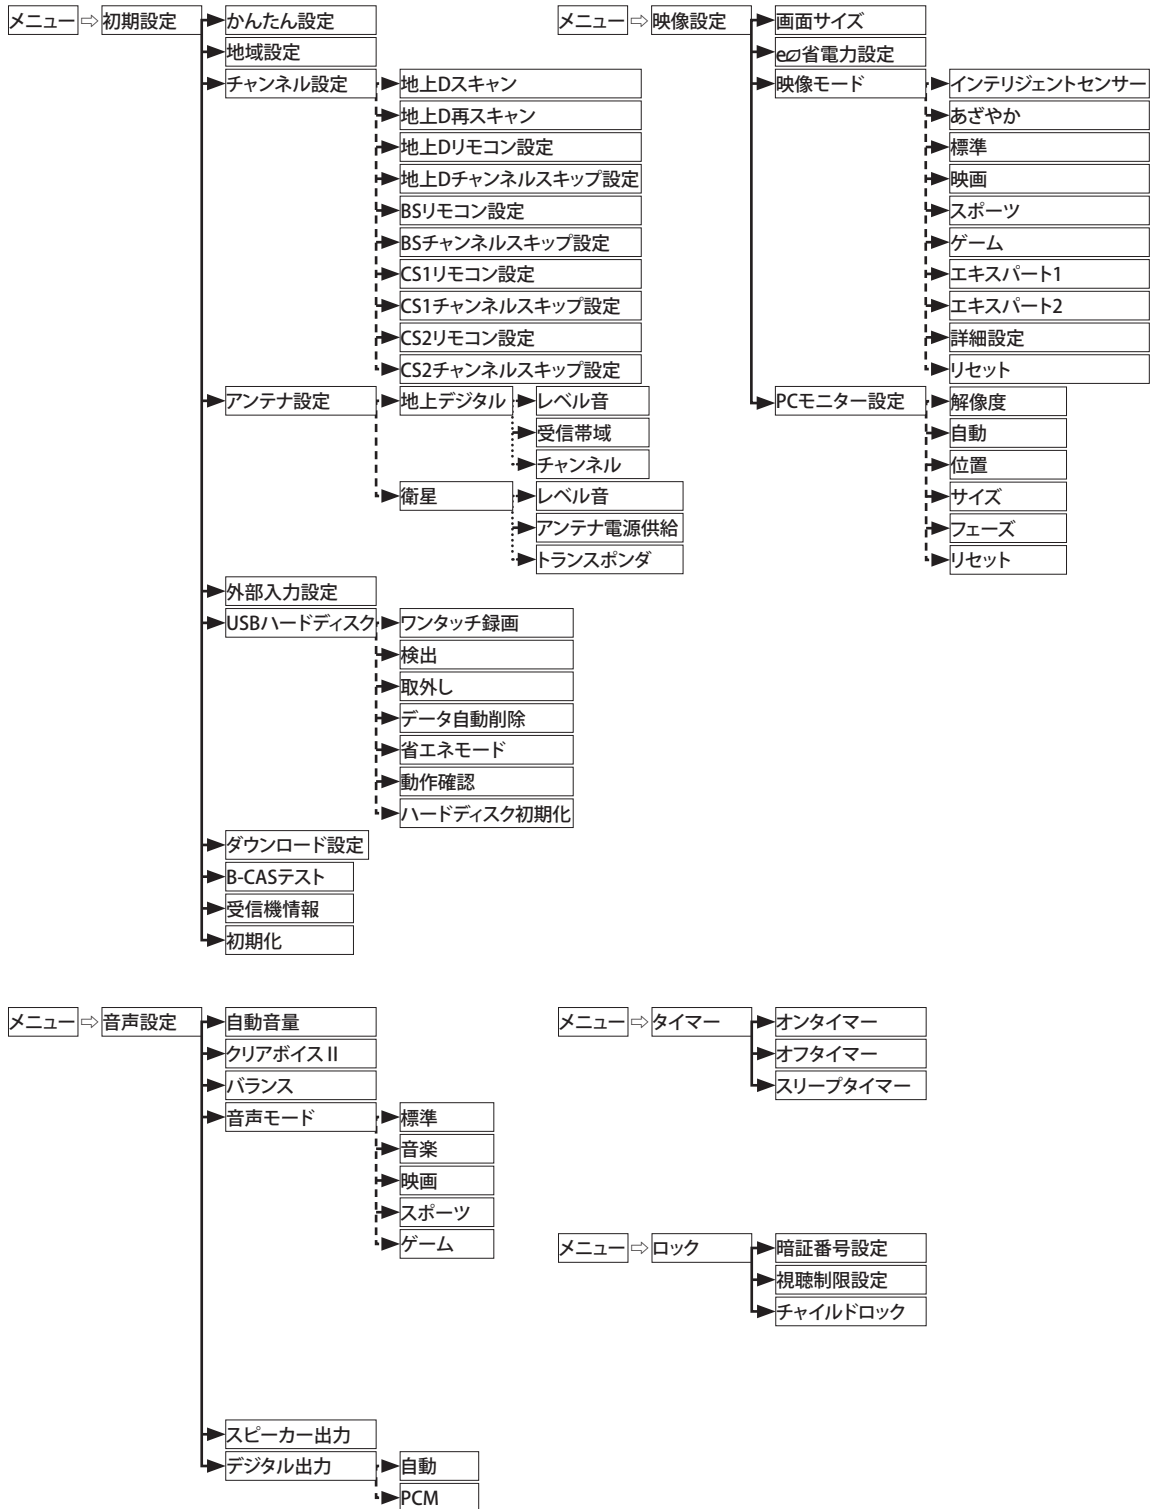 メニュー ⇨ 初期設定
かんたん設定
地域設定
チャンネル設定
地上Dスキャン
地上D再スキャン
地上Dリモコン設定
地上Dチャンネルスキップ設定
BSリモコン設定
BSチャンネルスキップ設定
CS1リモコン設定
CS1チャンネルスキップ設定
CS2リモコン設定
CS2チャンネルスキップ設定
アンテナ設定
地上デジタル
レベル音
受信帯域
チャンネル
衛星
レベル音
アンテナ電源供給
トランスポンダ
外部入力設定
USBハードディスク
ワンタッチ録画
検出
取外し
データ自動削除
省エネモード
動作確認
ハードディスク初期化
ダウンロード設定
B-CASテスト
受信機情報
初期化
メニュー ⇨ 映像設定
画面サイズ
e省電力設定
映像モード
インテリジェントセンサー
あざやか
標準
映画
スポーツ
ゲーム
エキスパート1
エキスパート2
詳細設定
リセット
PCモニター設定
解像度
自動
位置
サイズ
フェーズ
リセット
メニュー ⇨ 音声設定
自動音量
クリアボイスⅡ
バランス
音声モード
標準
音楽
映画
スポーツ
ゲーム
スピーカー出力
デジタル出力
自動
PCM
メニュー ⇨ タイマー
オンタイマー
オフタイマー
スリープタイマー
メニュー ⇨ ロック
暗証番号設定
視聴制限設定
チャイルドロック